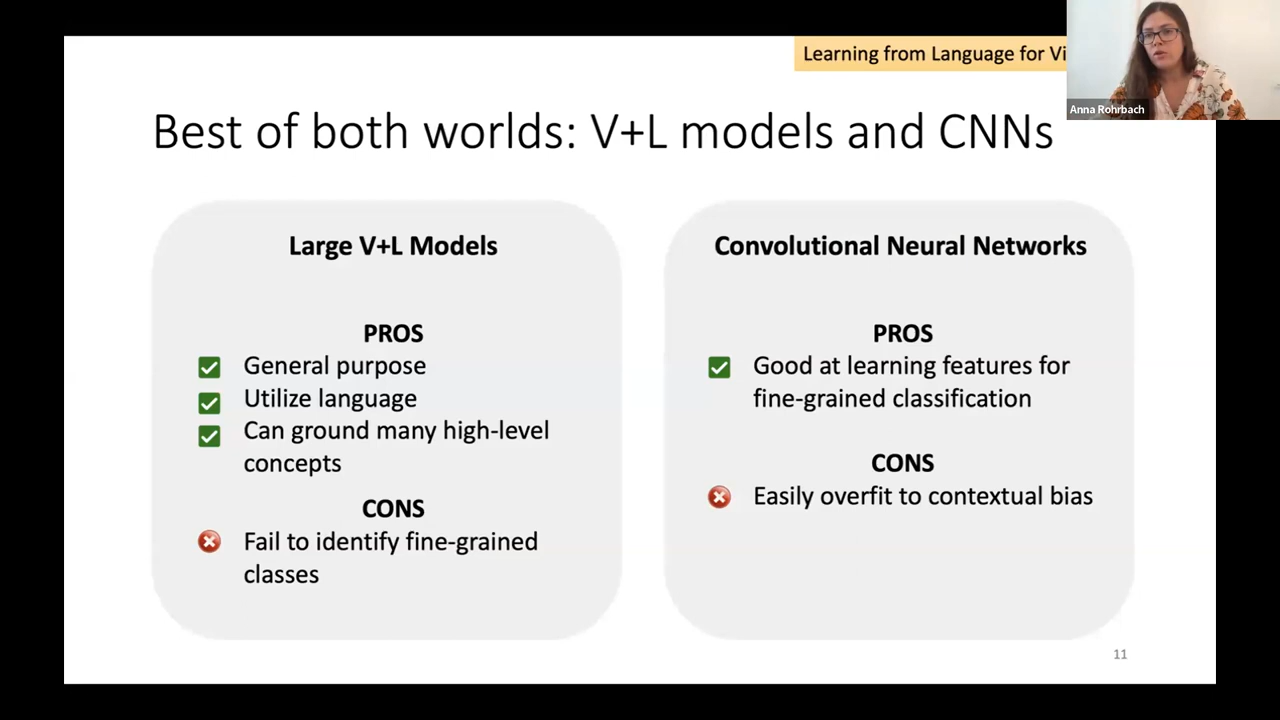 Learning from Language for Vi
Anna Rohrbach
Best of both worlds: V+L models and CNNs
Large V+L Models
PROS
General purpose
Utilize language
Can ground many high-level
concepts
CONS
Fail to identify fine-grained
classes
Convolutional Neural Networks
PROS
Good at learning features for
fine-grained classification
CONS
Easily overfit to contextual bias
11